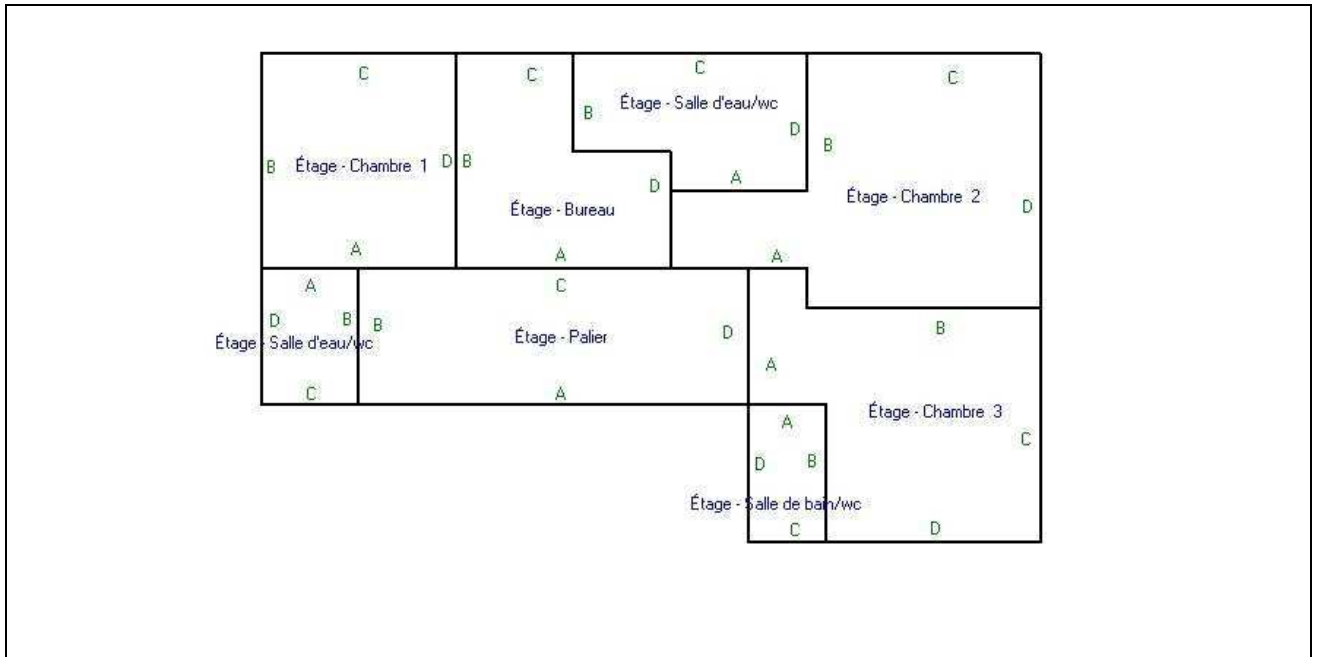 C
C
C
C
Étage - Salle d'eau/wc
B
D
B
B
Étage - Chambre 1
D
B
D
Étage - Chambre 2
D
Étage - Bureau
A
A
A
A
A
C
D
B
B
Étage - Salle d'eau/wc
Étage - Palier
D
B
A
C
A
Étage - Chambre 3
C
A
D
B
Étage - Salle de bain/wc
C
D